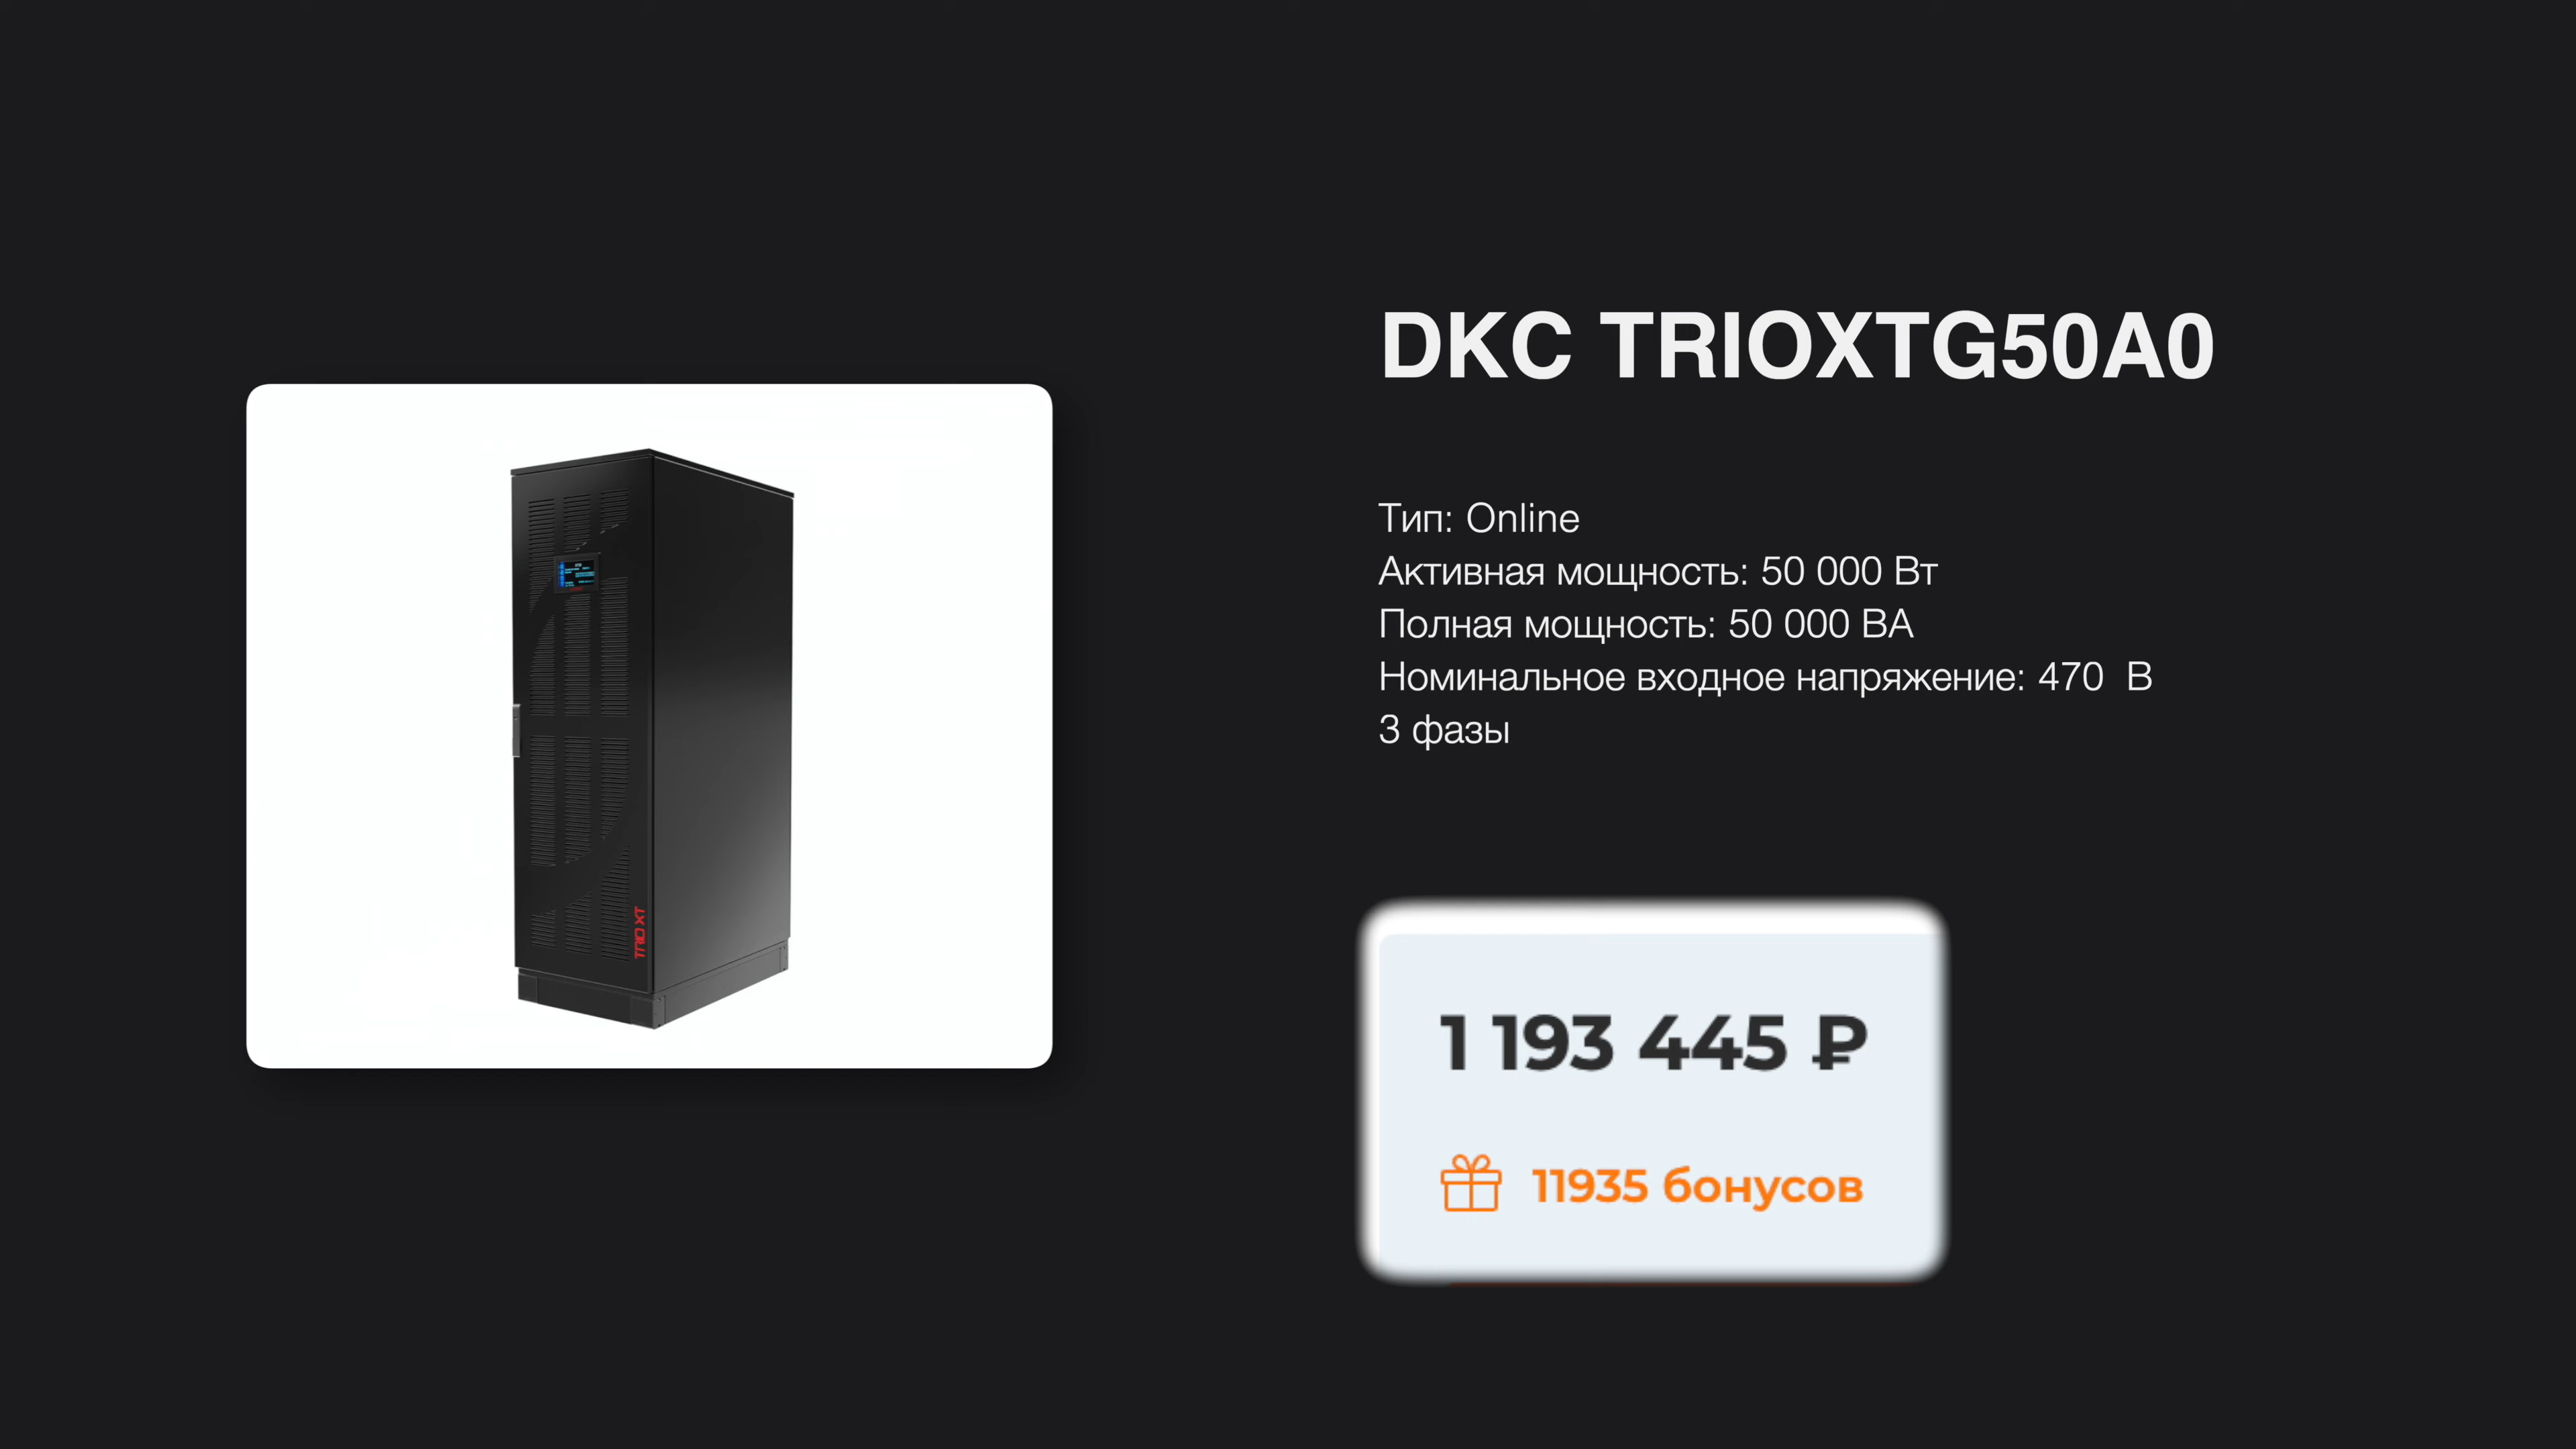 DKC TRIOXTG50A0
Тип: Online
Активная мощность: 50 000 Вт
Полная мощность: 50 000 ВА
Номинальное входное напряжение: 470 В
3 фазы
TRIO XT
1 193 445 ₽
11935 бонусов